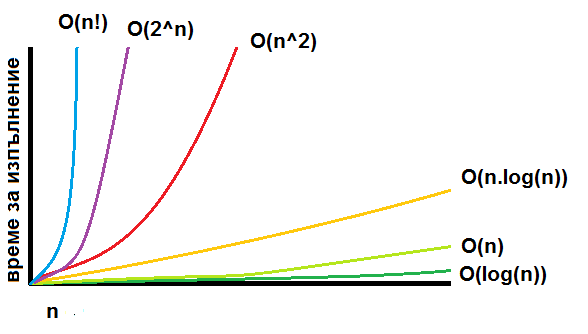 O(n!)
O(2^n)
O(n^2)
време за изпълнение
O(n.log(n))
O(n)
O(log(n))
n